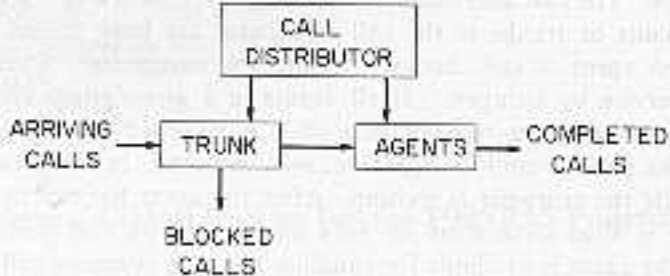 CALL
DISTRIBUTOR
ARRIVING
CALLS
TRUNK
AGENTS
COMPLETED
CALLS
BLOCKED
CALLS